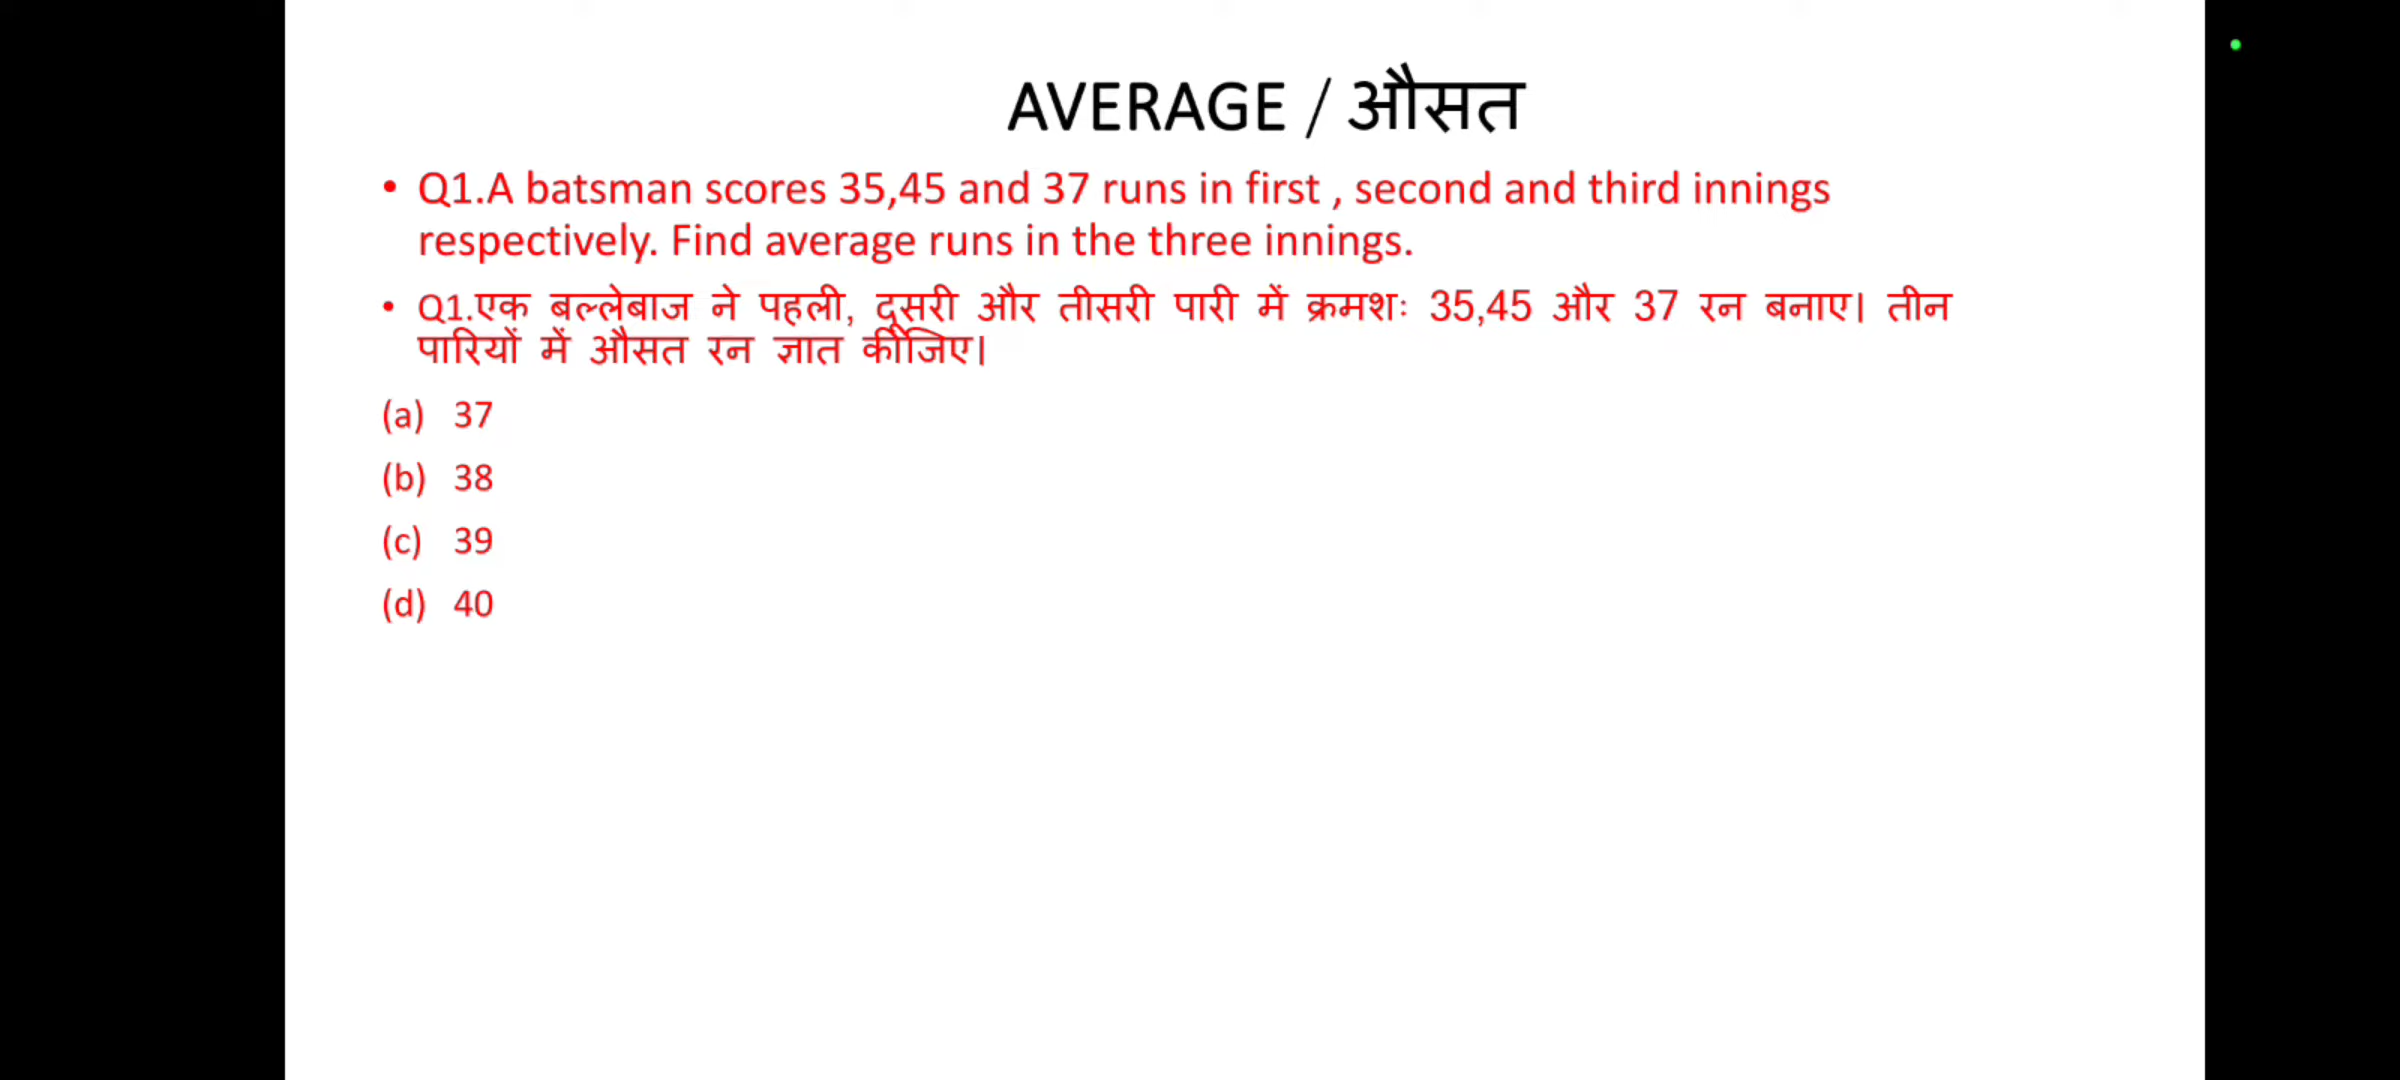 AVERAGE / औसत
• Q1.A batsman scores 35,45 and 37 runs in first , second and third innings
respectively. Find average runs in the three innings.
• Q1.एक बल्लेबाज ने पहली, दूसरी और तीसरी पारी में क्रमशः 35,45 और 37 रन बनाए। तीन
पारियों में औसत रन ज्ञात कीजिए।
(a) 37
(b) 38
(c) 39
(d) 40